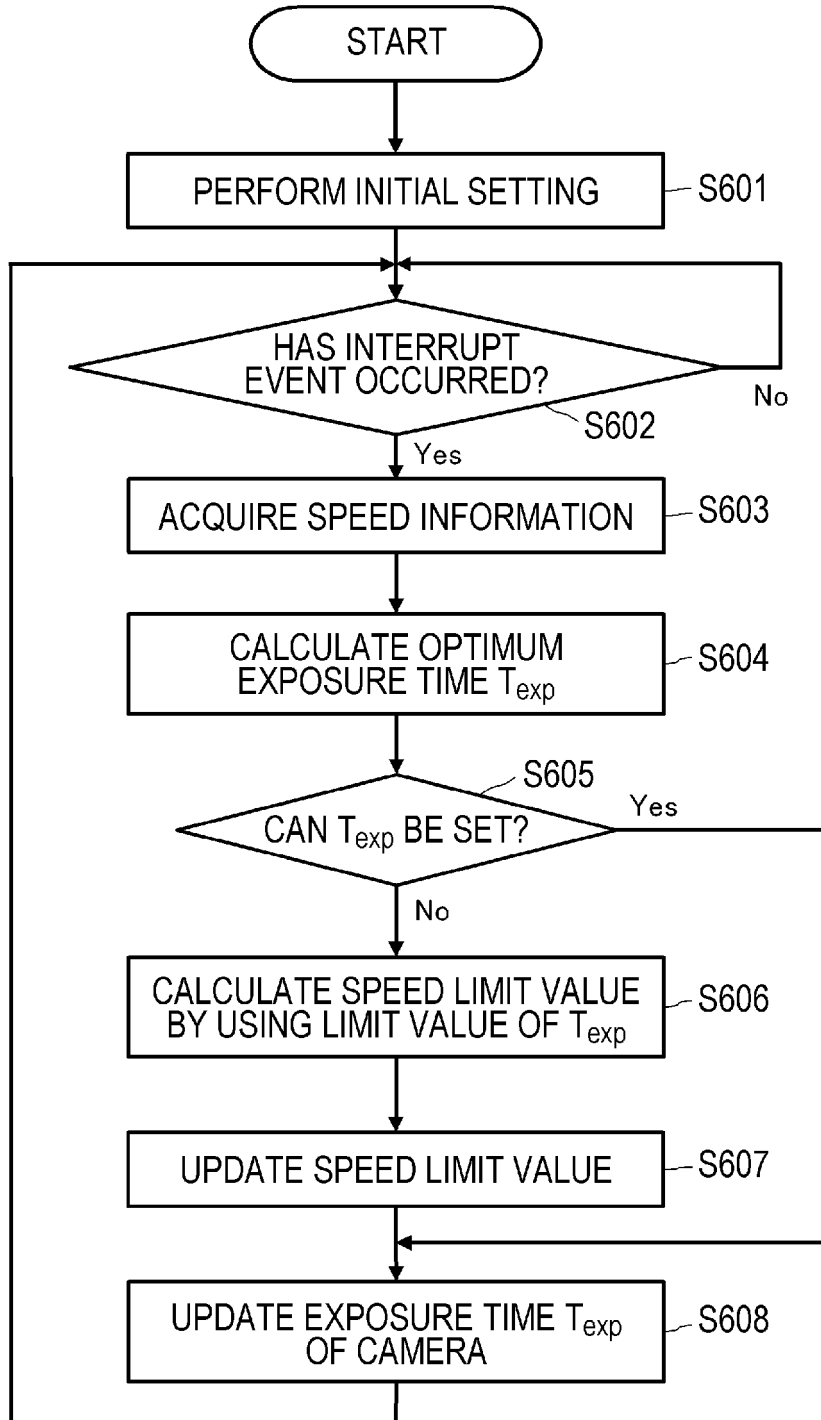 START
PERFORM INITIAL SETTING
S601
HAS INTERRUPT
EVENT OCCURRED?
No
S602
Yes
ACQUIRE SPEED INFORMATION
S603
CALCULATE OPTIMUM
EXPOSURE TIME Texp
S604
S605
CAN Texp BE SET?
Yes
No
CALCULATE SPEED LIMIT VALUE
BY USING LIMIT VALUE OF Texp
S606
UPDATE SPEED LIMIT VALUE
S607
UPDATE EXPOSURE TIME Texp
OF CAMERA
S608